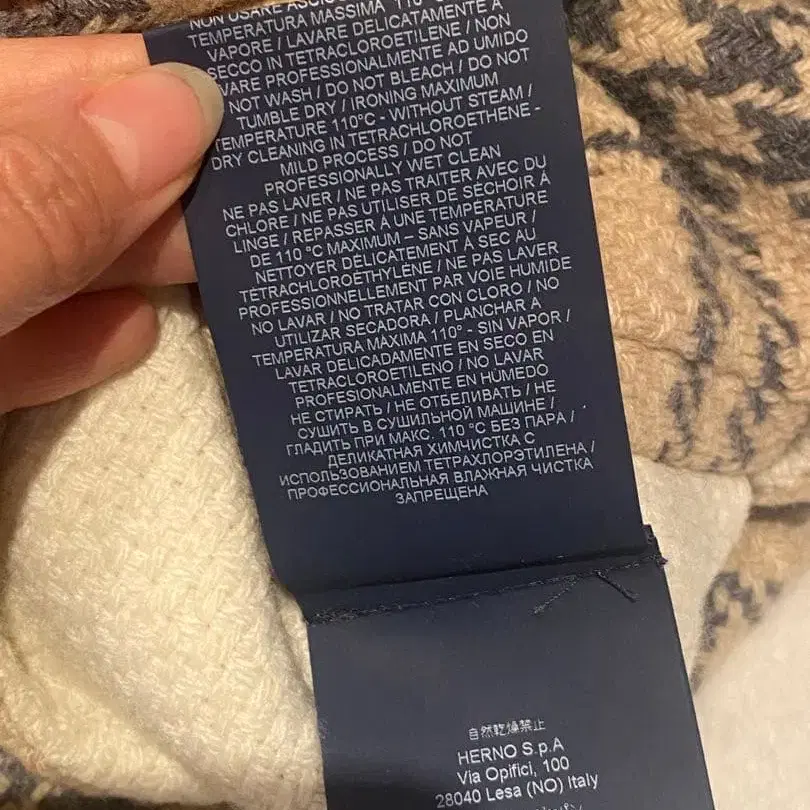 NON USARE ASCIUG
TEMPERATURA MASSIMA 110°C
VAPORE / LAVARE DELICATAMENTE A
SECCO IN TETRACLOROETILENE / NON
LAVARE PROFESSIONALMENTE AD UMIDO
NOT WASH / DO NOT BLEACH / DO NOT
TUMBLE DRY / IRONING MAXIMUM
TEMPERATURE 110°C - WITHOUT STEAM /
DRY CLEANING IN TETRACHLOROETHENE -
MILD PROCESS / DO NOT
PROFESSIONALLY WET CLEAN
NE PAS LAVER / NE PAS TRAITER AVEC DU
CHLORE / NE PAS UTILISER DE SÉCHOIR À
LINGE / REPASSER À UNE TEMPÉRATURE
DE 110 °C MAXIMUM – SANS VAPEUR /
NETTOYER DÉLICATEMENT À SEC AU
TÉTRACHLOROÉTHYLÈNE / NE PAS LAVER
PROFESSIONNELLEMENT PAR VOIE HUMIDE
NO LAVAR / NO TRATAR CON CLORO / NO
UTILIZAR SECADORA / PLANCHAR A
TEMPERATURA MÁXIMA 110° - SIN VAPOR /
LAVAR DELICADAMENTE EN SECO EN
TETRACLOROETILENO / NO LAVAR
PROFESIONALMENTE EN HÚMEDO
НЕ СТИРАТЬ / НЕ ОТБЕЛИВАТЬ / НЕ
СУШИТЬ В СУШИЛЬНОЙ МАШИНЕ /
ГЛАДИТЬ ПРИ МАКС. 110 °C БЕЗ ПАРА /
ДЕЛИКАТНАЯ ХИМЧИСТКА С
ИСПОЛЬЗОВАНИЕМ ТЕТРАХЛОРЭТИЛЕНА /
ПРОФЕССИОНАЛЬНАЯ ВЛАЖНАЯ ЧИСТКА
ЗАПРЕЩЕНА
自然乾燥禁止
HERNO S.p.A
Via Opifici, 100
28040 Lesa (NO) Italy